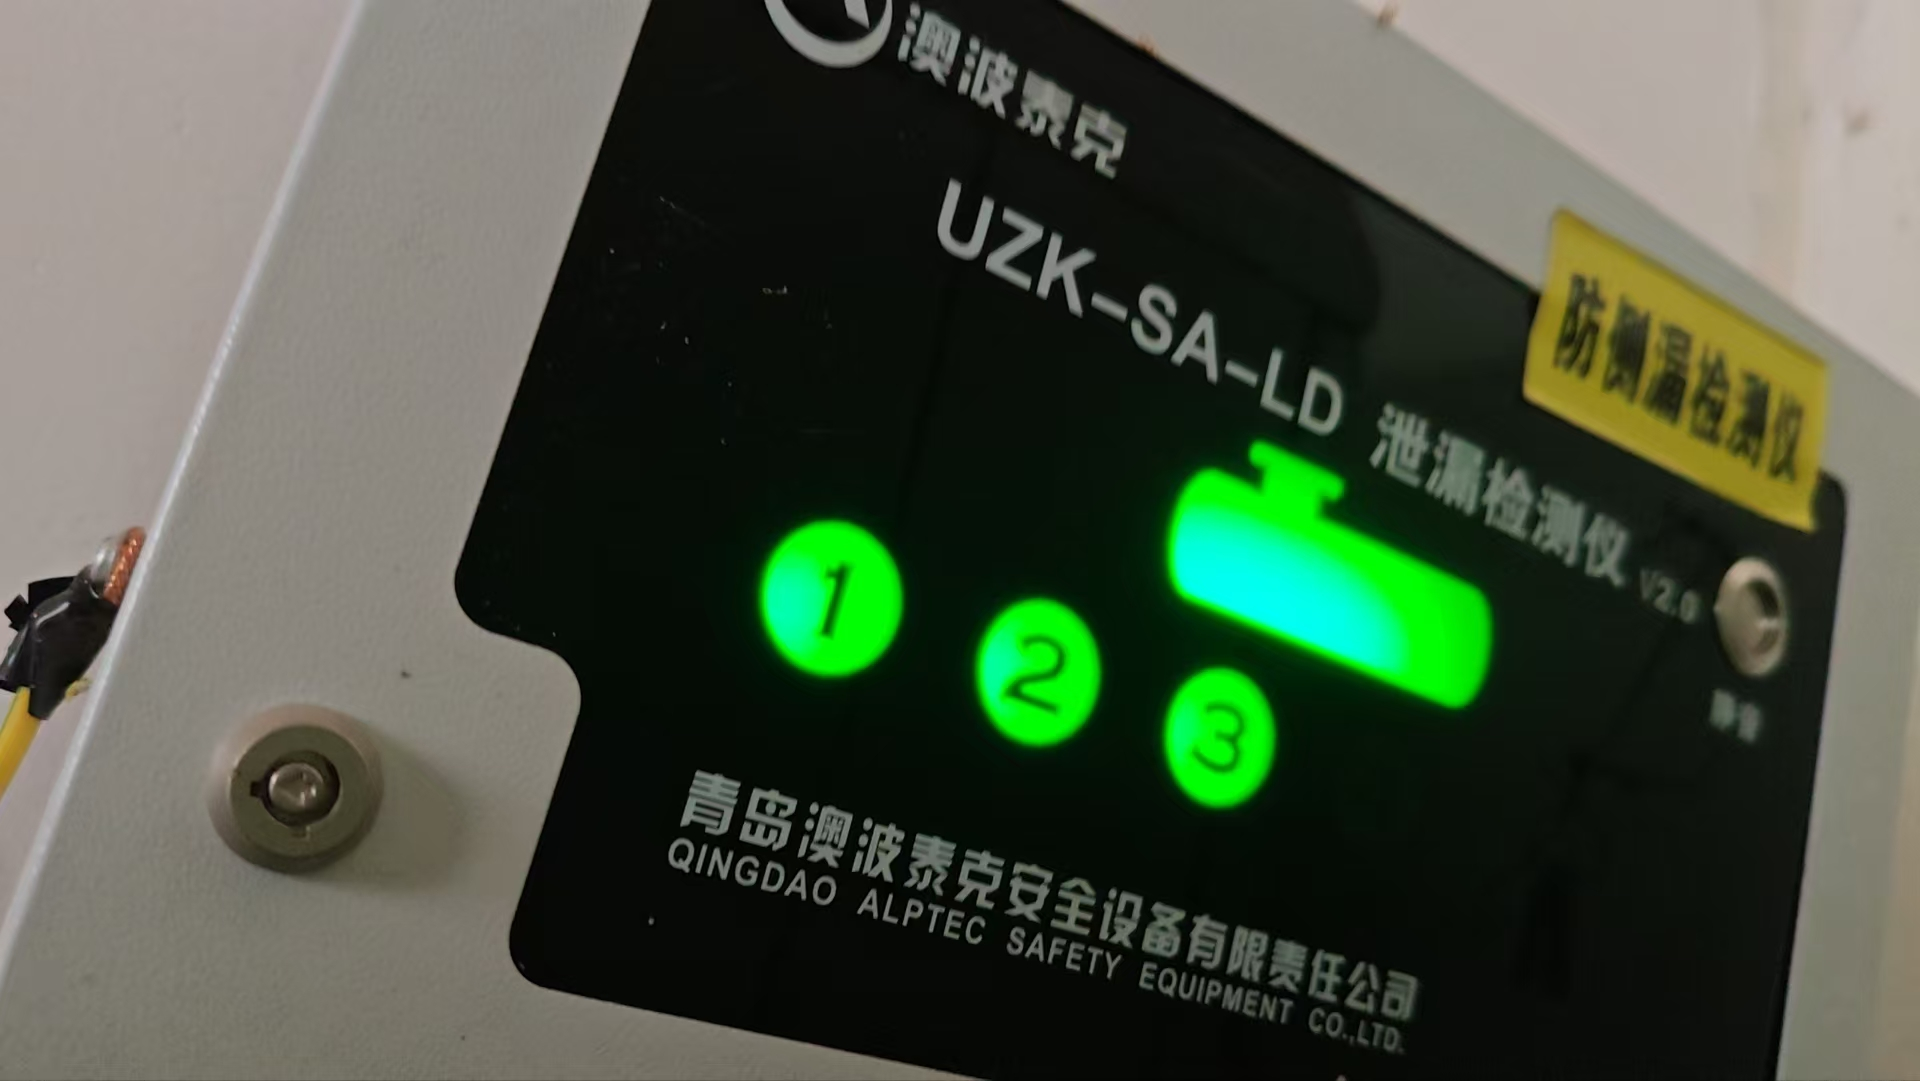 澳波泰克
UZK-SA-LD 泄漏检测仪 V2.0
防侧漏检测仪
1
2
3
静音
青岛澳波泰克安全设备有限责任公司
QINGDAO ALPTEC SAFETY EQUIPMENT CO.,LTD.